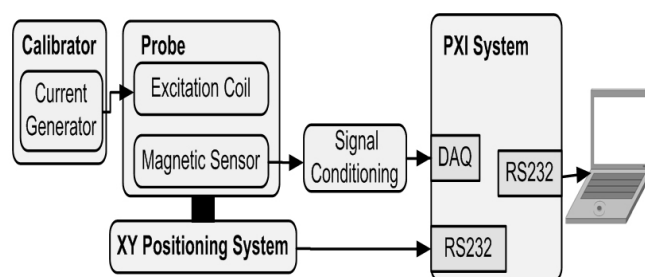 Calibrator
Current
Generator
Probe
Excitation Coil
Magnetic Sensor
XY Positioning System
Signal
Conditioning
PXI System
DAQ
RS232
RS232